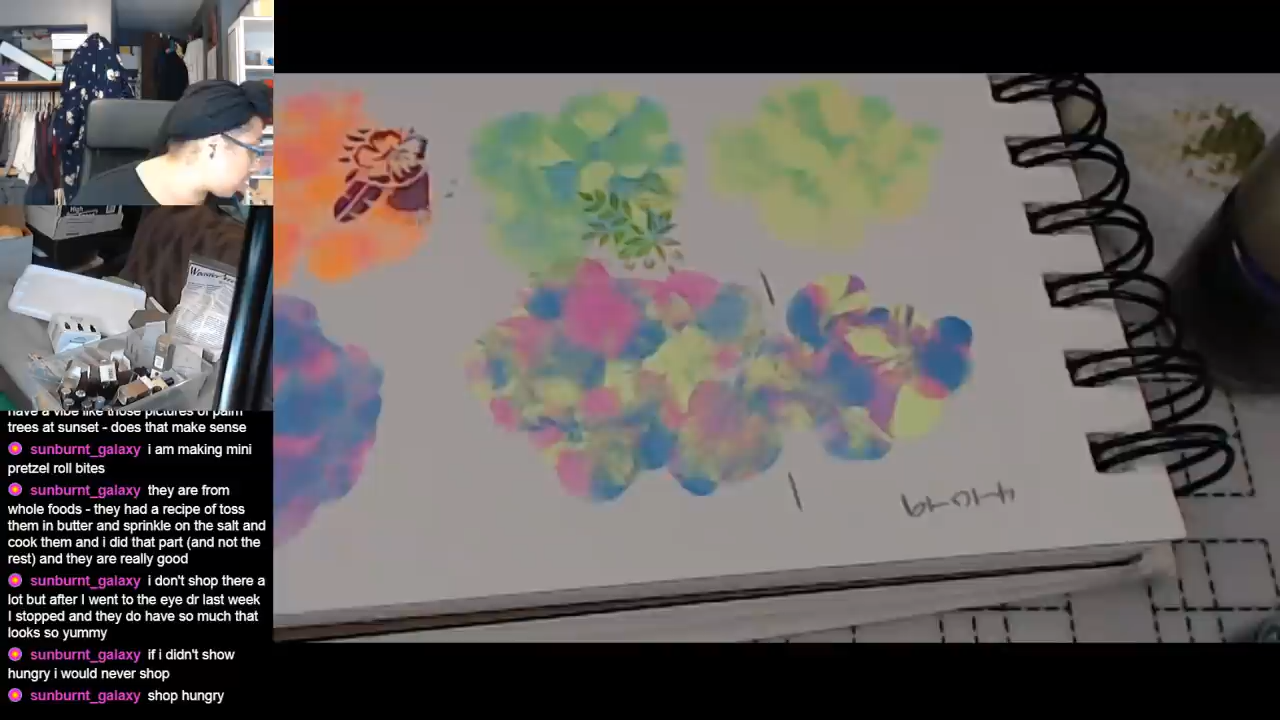 have a vibe like those pictures of palm
trees at sunset - does that make sense
sunburnt_galaxy i am making mini
pretzel roll bites
sunburnt_galaxy they are from
whole foods - they had a recipe of toss
them in butter and sprinkle on the salt and
cook them and i did that part (and not the
rest) and they are really good
sunburnt_galaxy i don't shop there a
lot but after I went to the eye dr last week
I stopped and they do have so much that
looks so yummy
sunburnt_galaxy if i didn't show
hungry i would never shop
sunburnt_galaxy shop hungry